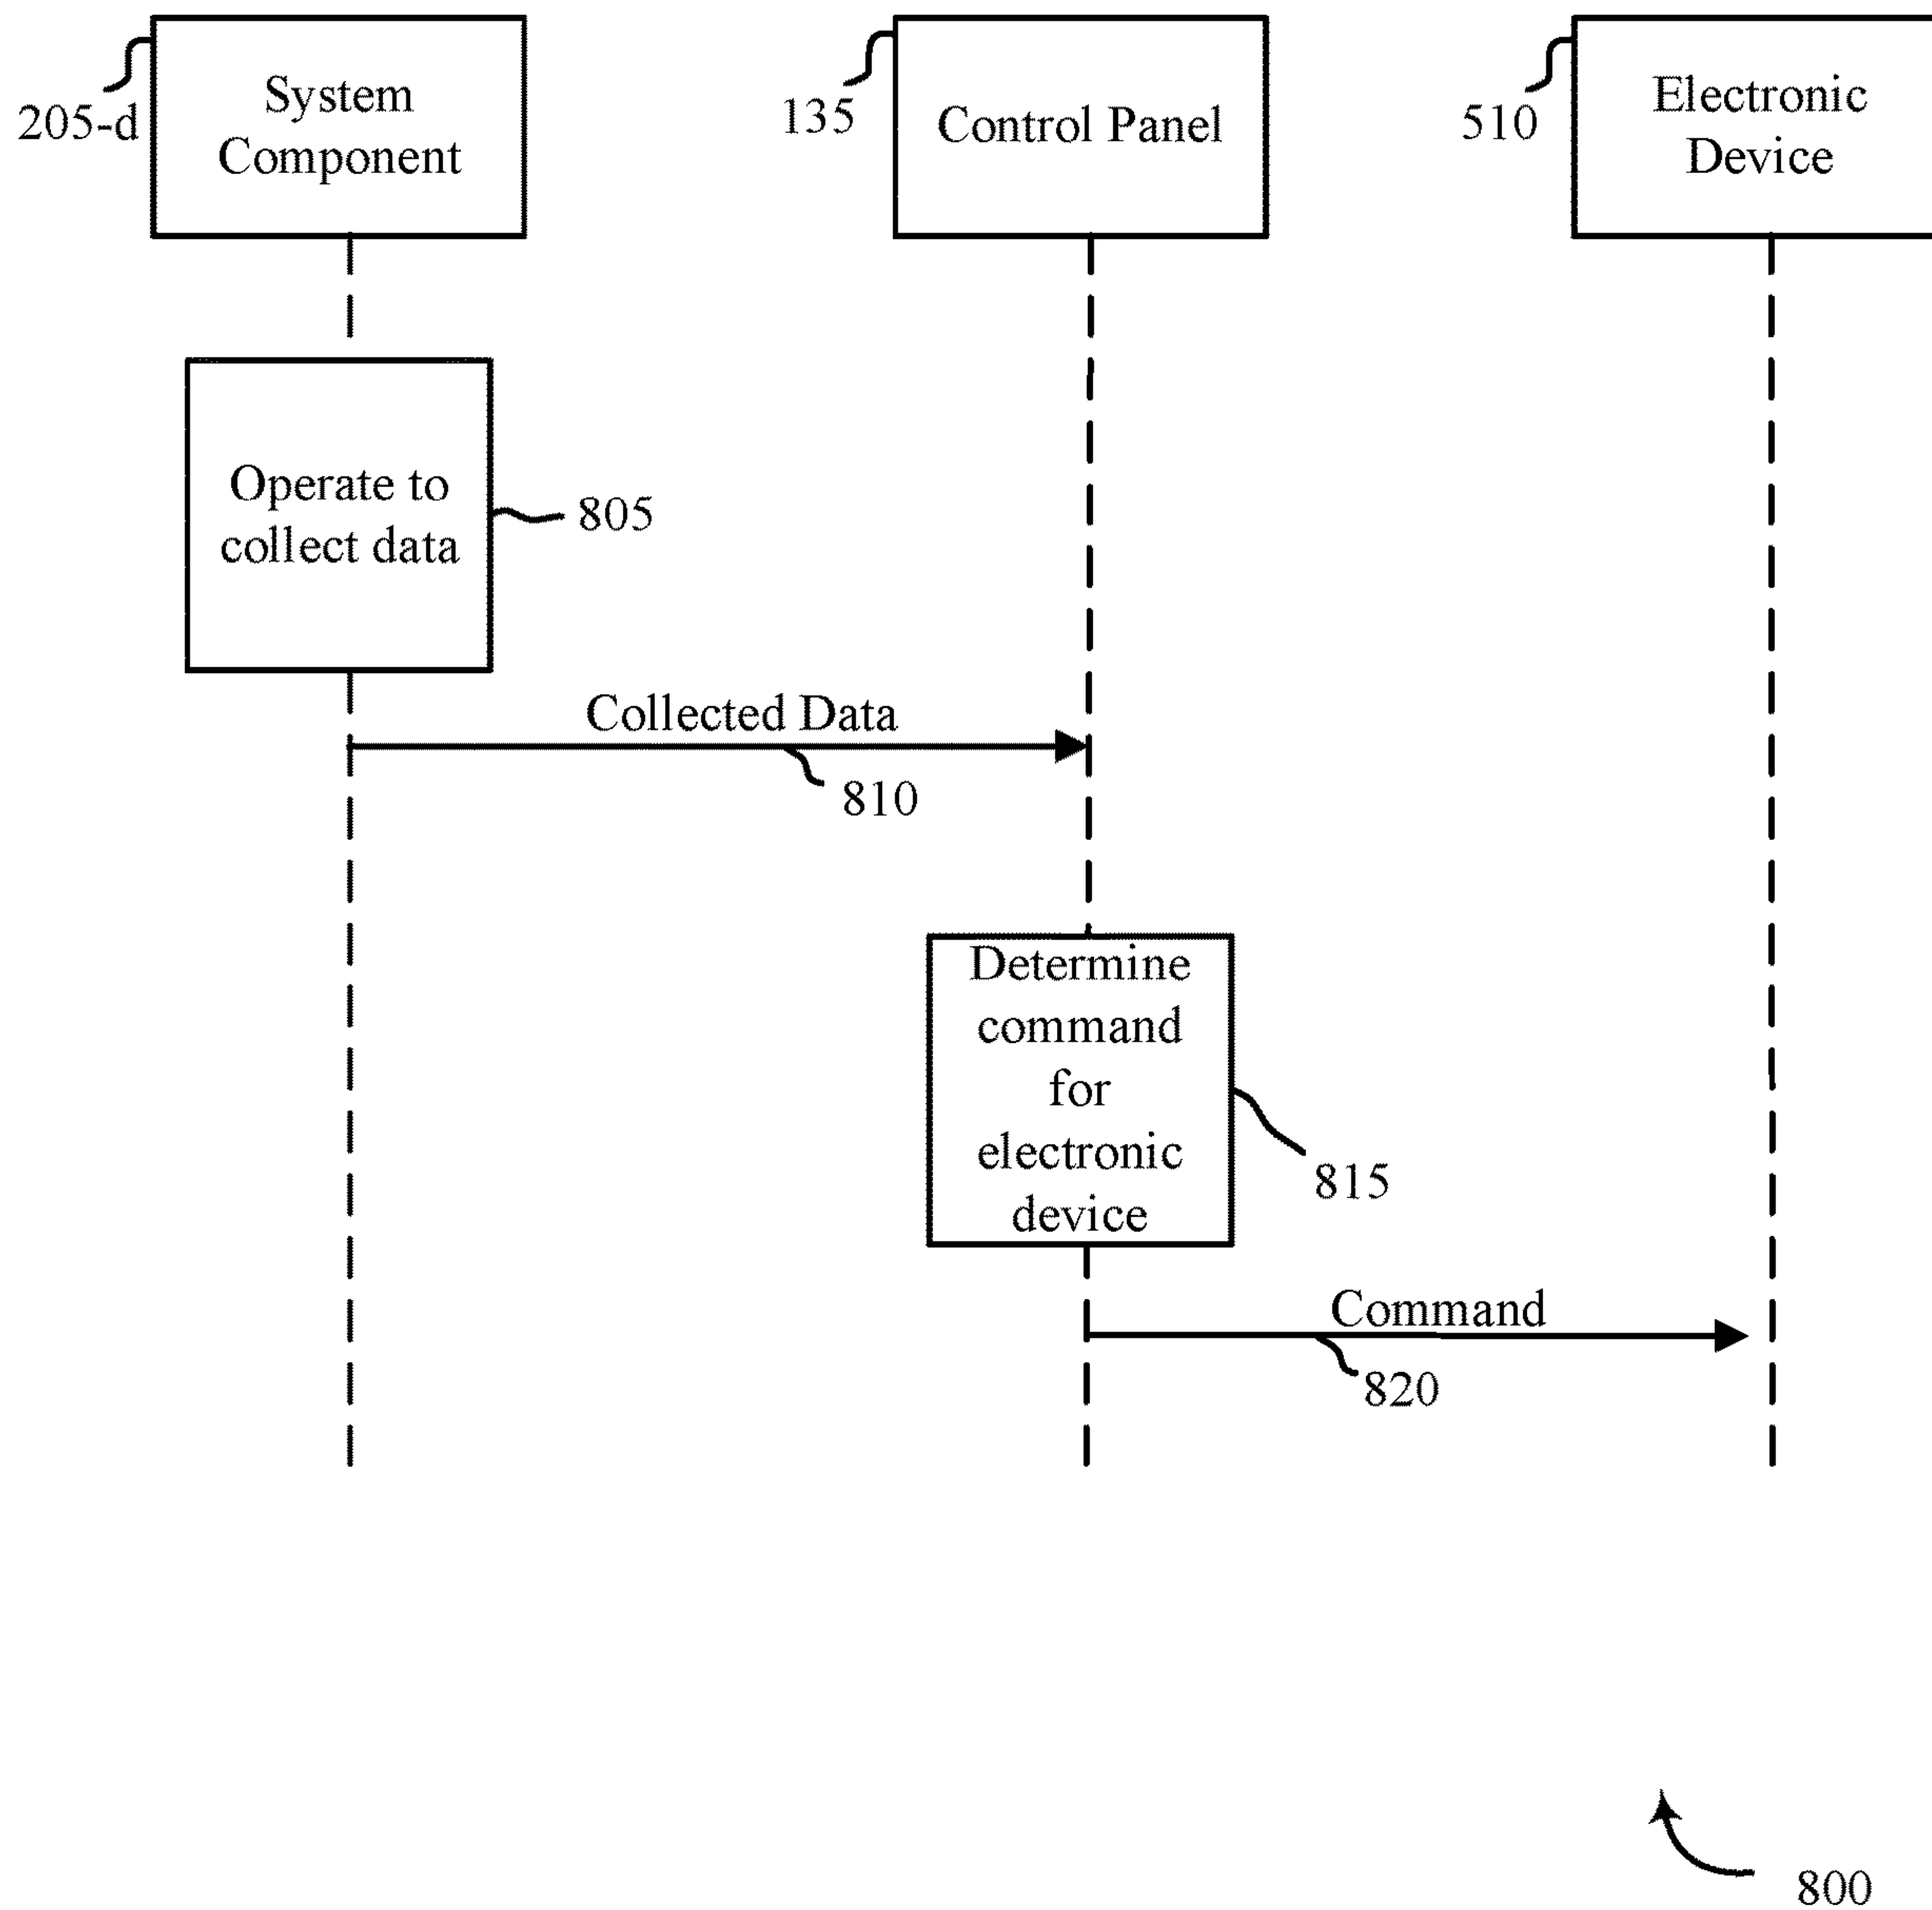 System
Component
205-d
Control Panel
135
Electronic
Device
510
Operate to
collect data
805
Collected Data
810
Determine
command
for
electronic
device
815
Command
820
800